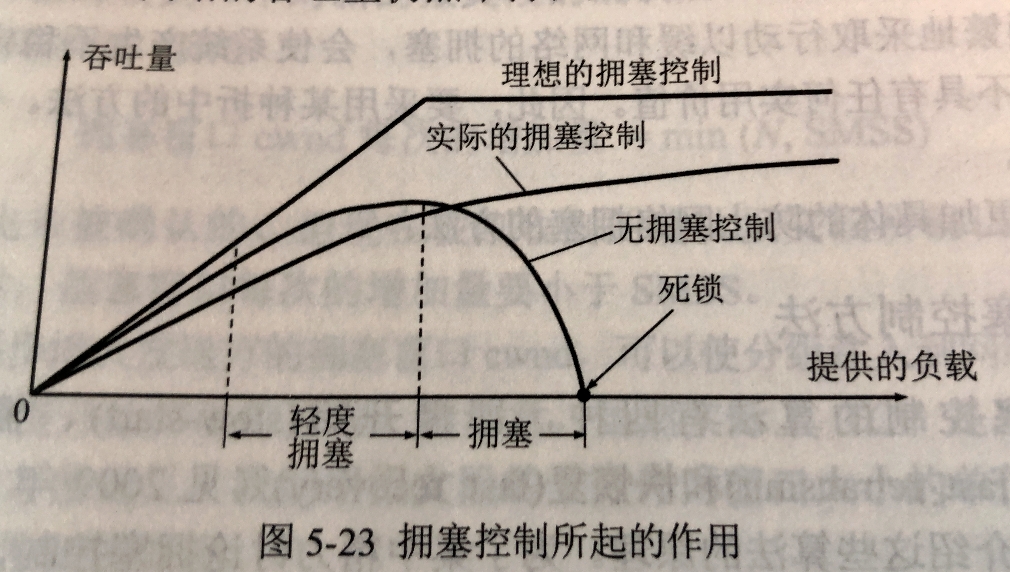 吞吐量
理想的拥塞控制
实际的拥塞控制
无拥塞控制
死锁
提供的负载
0
轻度
拥塞
拥塞
图 5-23 拥塞控制所起的作用